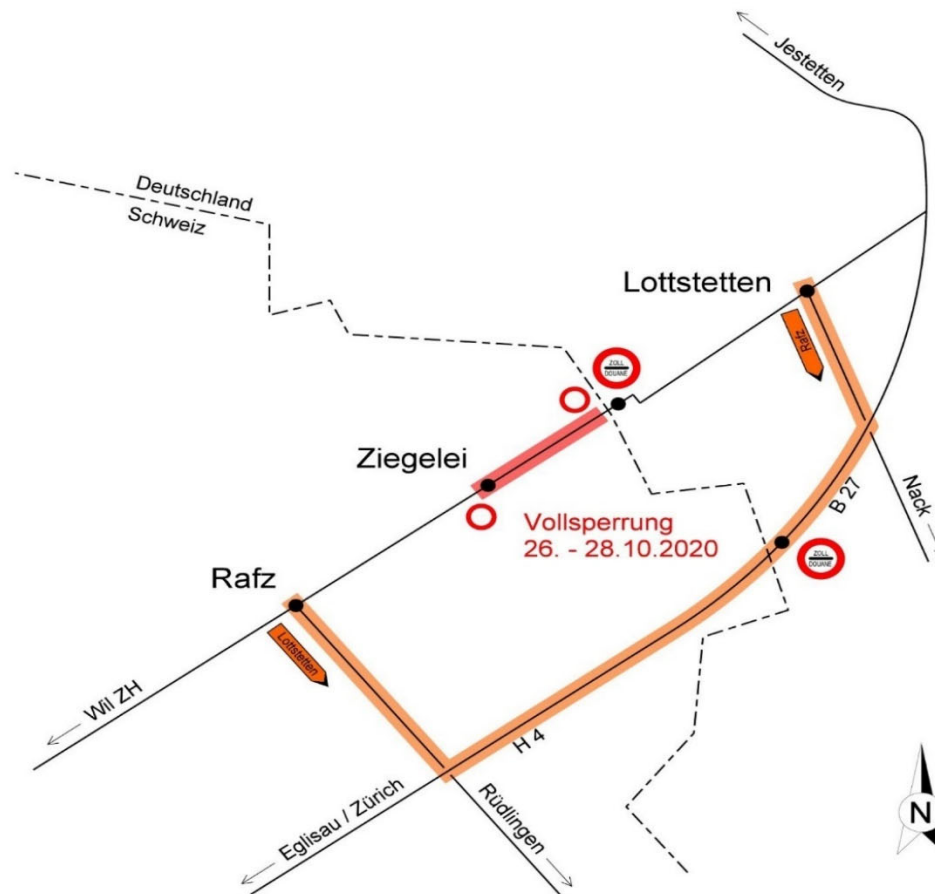 Jestetten
Deutschland
Schweiz
Lottstetten
Rafz
ZOLL
DOUANE
Ziegelei
Vollsperrung
26. - 28.10.2020
B 27
Nack
ZOLL
DOUANE
Rafz
Lottstetten
Wil ZH
H 4
Eglisau / Zürich
Rüdlingen
N